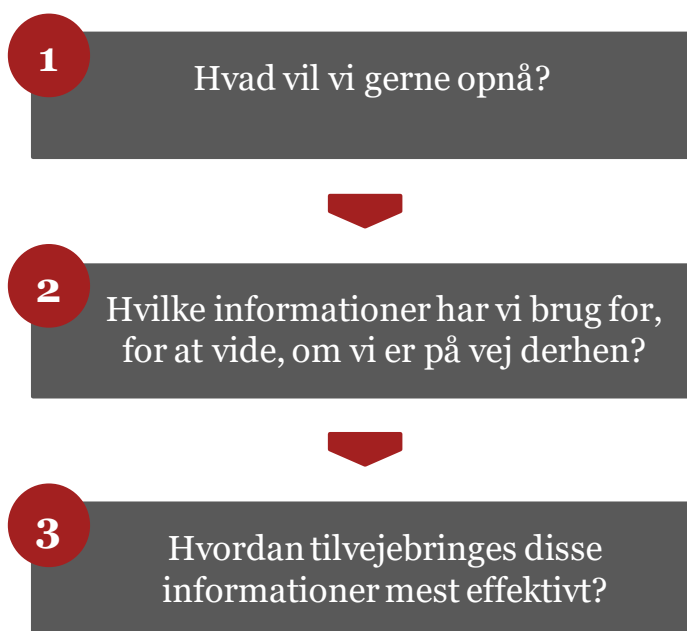 1
Hvad vil vi gerne opnå?
2
Hvilke informationer har vi brug for,
for at vide, om vi er på vej derhen?
3
Hvordan tilvejebringes disse
informationer mest effektivt?